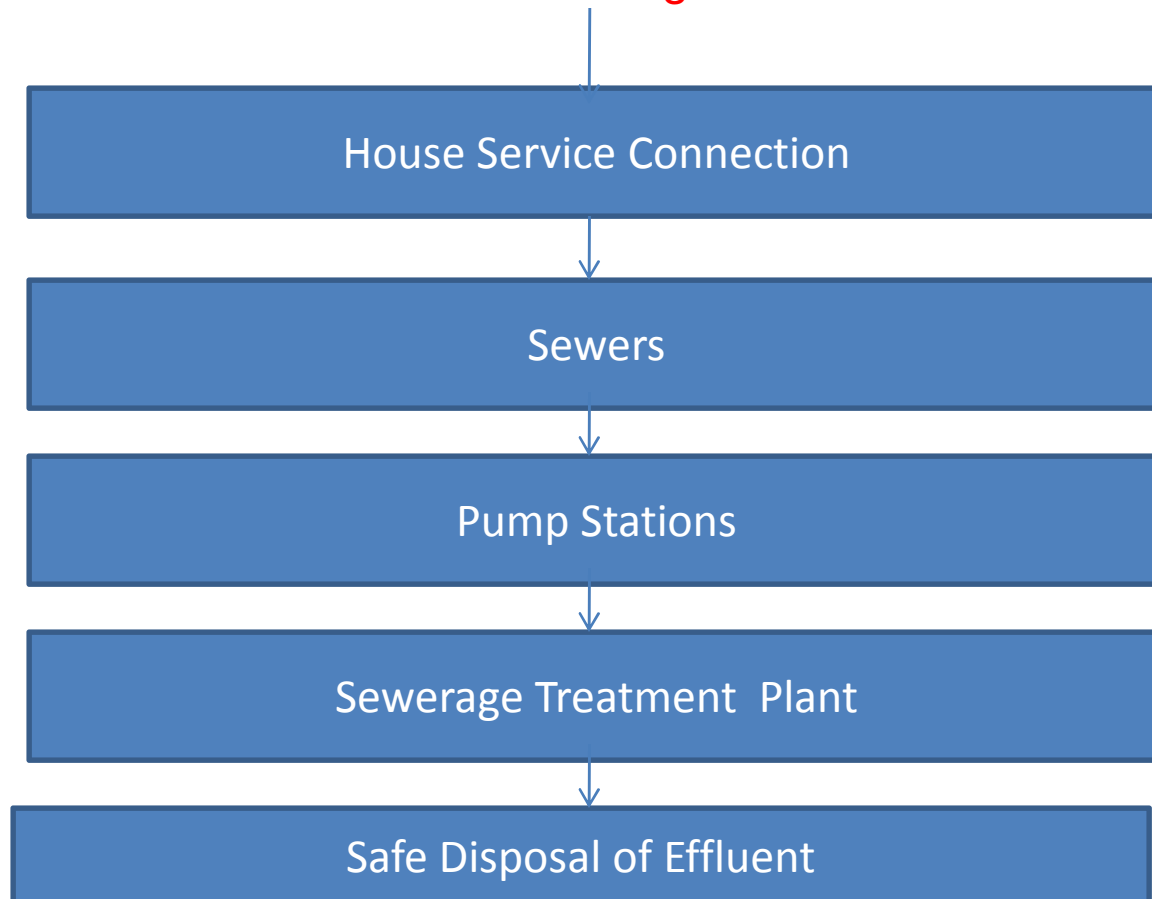 House Service Connection
Sewers
Pump Stations
Sewerage Treatment  Plant
Safe Disposal of Effluent